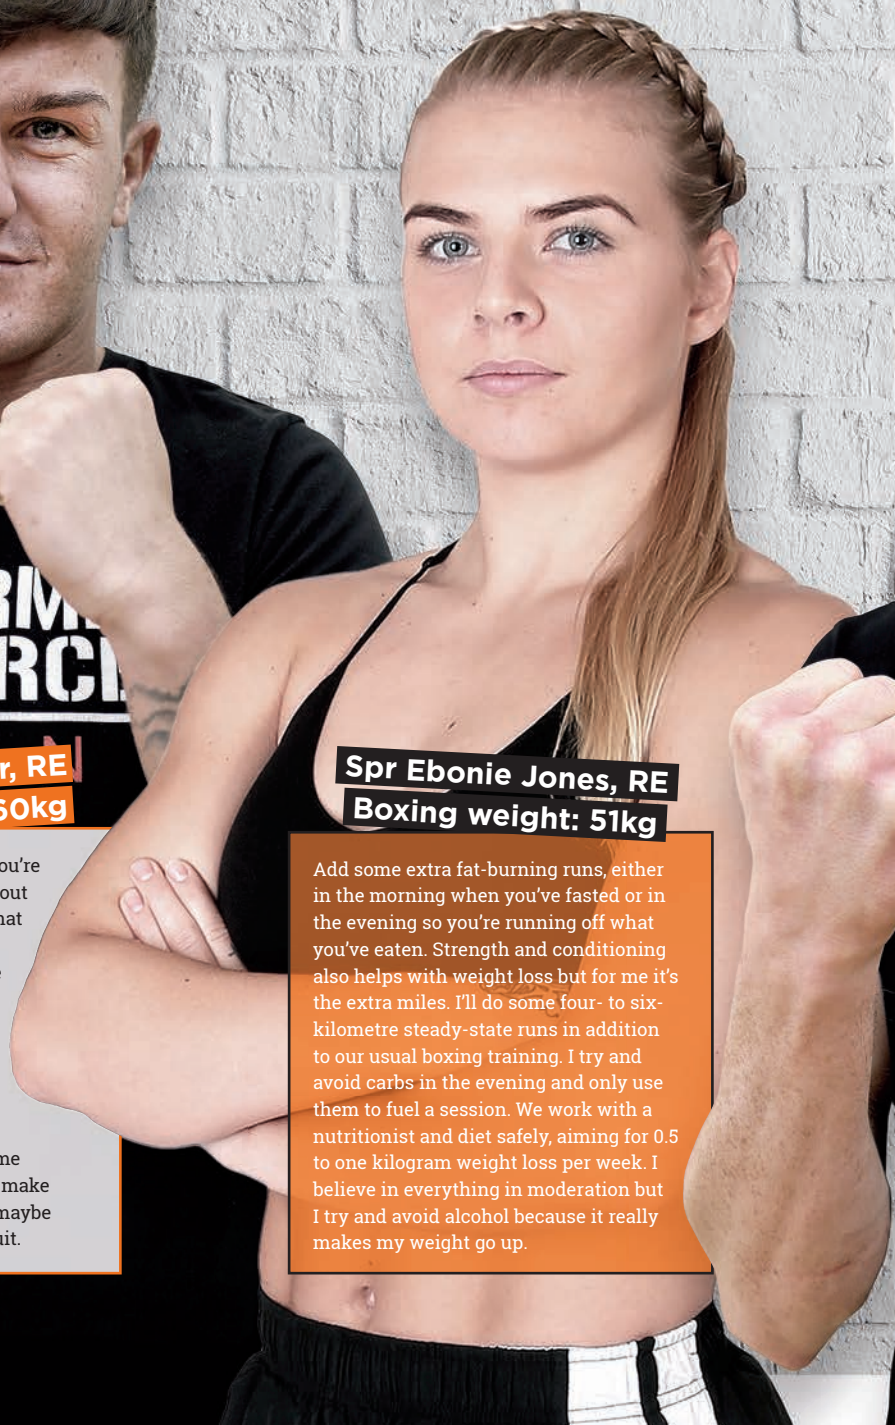 RM
RCE
N
r, RE
60kg
ou're
out
hat
e
me
make
maybe
uit.
Spr Ebonie Jones, RE
Boxing weight: 51kg
Add some extra fat-burning runs, either
in the morning when you've fasted or in
the evening so you're running off what
you've eaten. Strength and conditioning
also helps with weight loss but for me it's
the extra miles. I'll do some four- to six-
kilometre steady-state runs in addition
to our usual boxing training. I try and
avoid carbs in the evening and only use
them to fuel a session. We work with a
nutritionist and diet safely, aiming for 0.5
to one kilogram weight loss per week. I
believe in everything in moderation but
I try and avoid alcohol because it really
makes my weight go up.